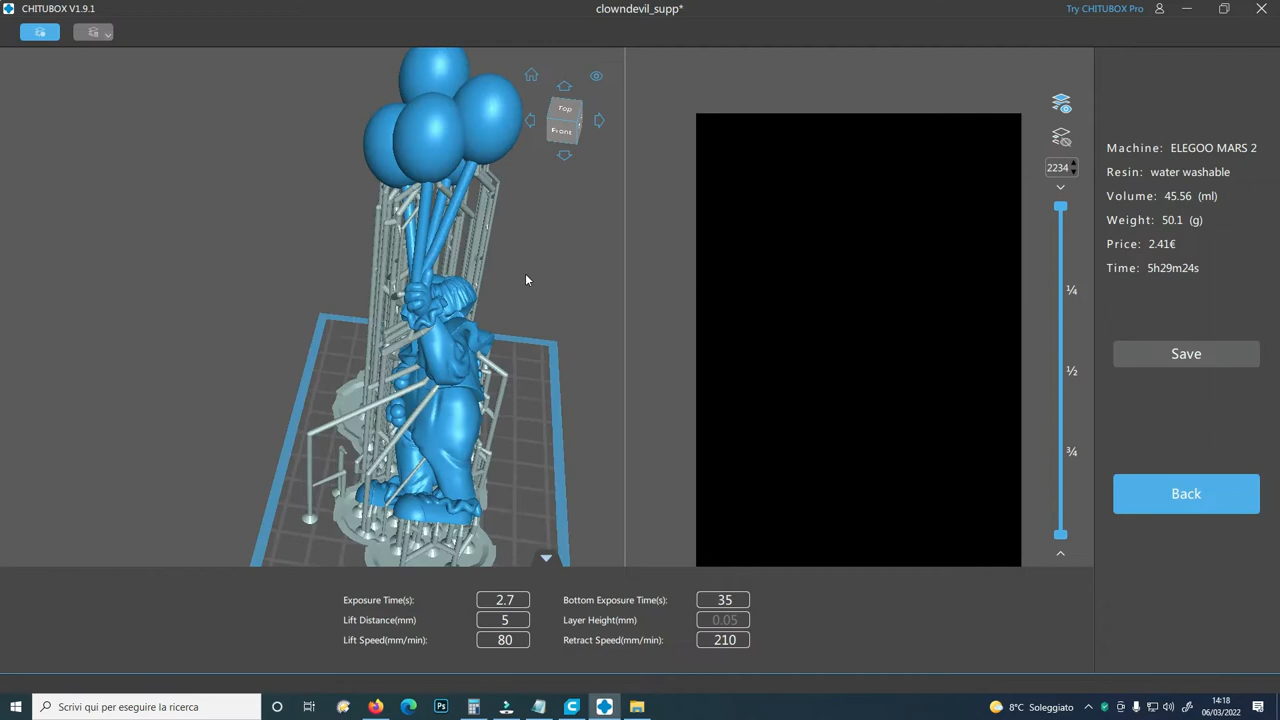 CHITUBOX V1.9.1
clowndevil_supp*
Try CHITUBOX Pro
Top
Front
2234
¼
½
¾
Machine: ELEGOO MARS 2
Resin: water washable
Volume: 45.56 (ml)
Weight: 50.1 (g)
Price: 2.41€
Time: 5h29m24s
Save
Back
Exposure Time(s): 2.7 Bottom Exposure Time(s): 35
Lift Distance(mm) 5 Layer Height(mm) 0.05
Lift Speed(mm/min): 80 Retract Speed(mm/min): 210
Scrivi qui per eseguire la ricerca
Ps
8°C Soleggiato
14:18
06/03/2022